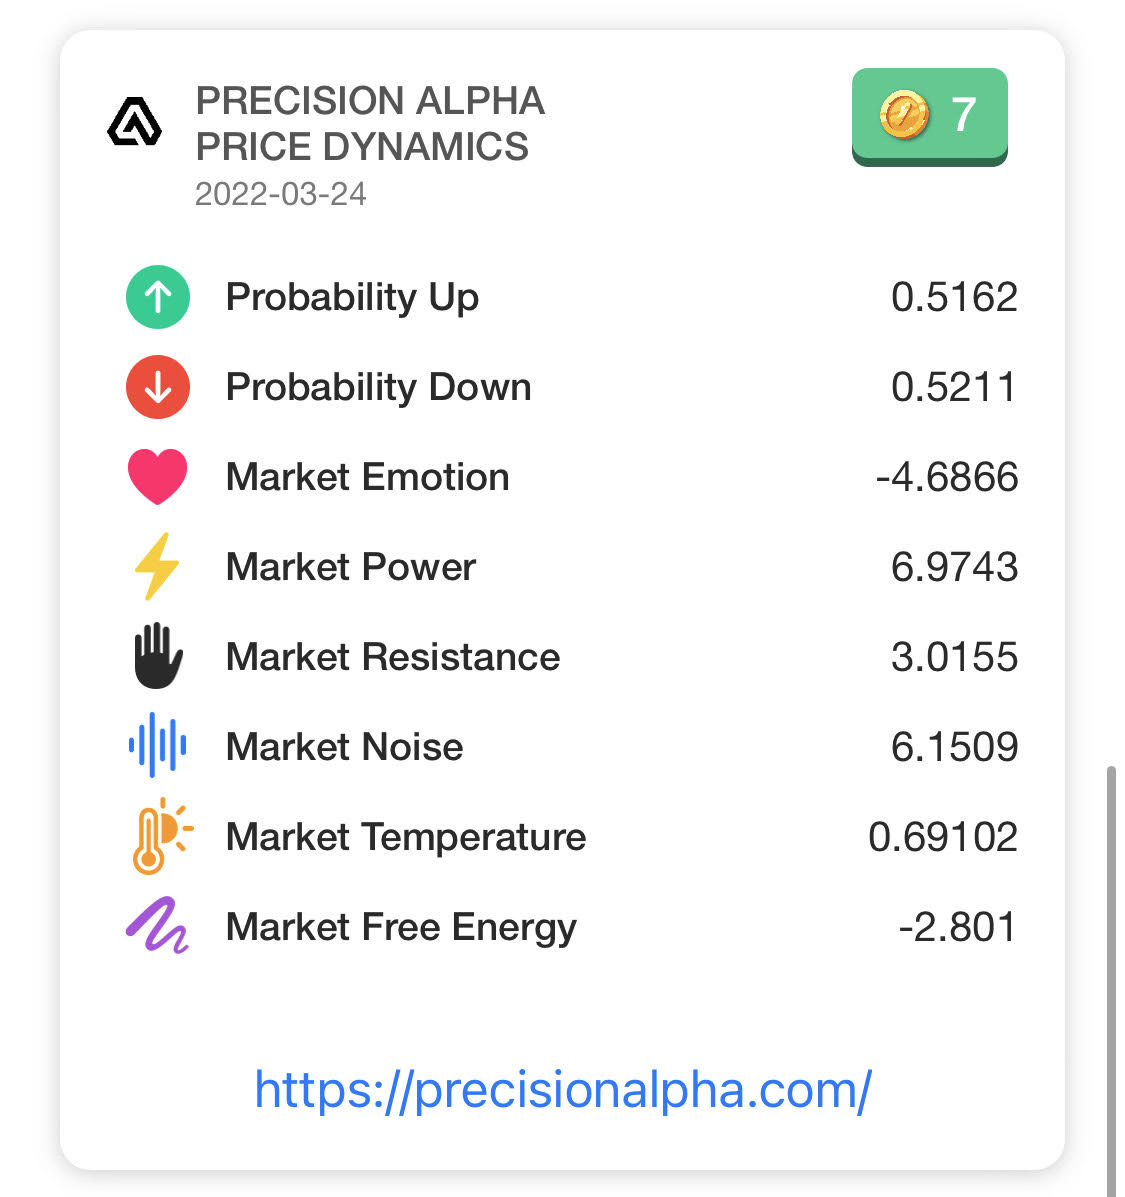 PRECISION ALPHA
PRICE DYNAMICS
2022-03-24
7
Probability Up 0.5162
Probability Down 0.5211
Market Emotion -4.6866
Market Power 6.9743
Market Resistance 3.0155
Market Noise 6.1509
Market Temperature 0.69102
Market Free Energy -2.801
https://precisionalpha.com/